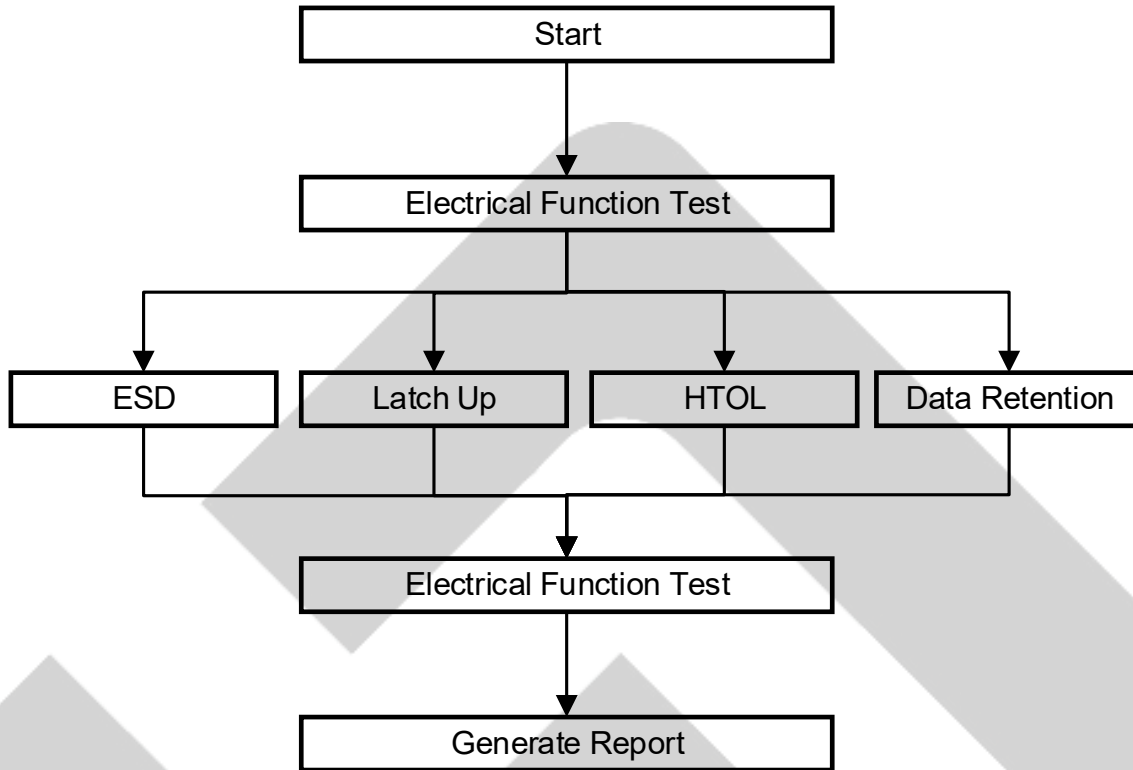 Start
Electrical Function Test
ESD
Latch Up
HTOL
Data Retention
Electrical Function Test
Generate Report